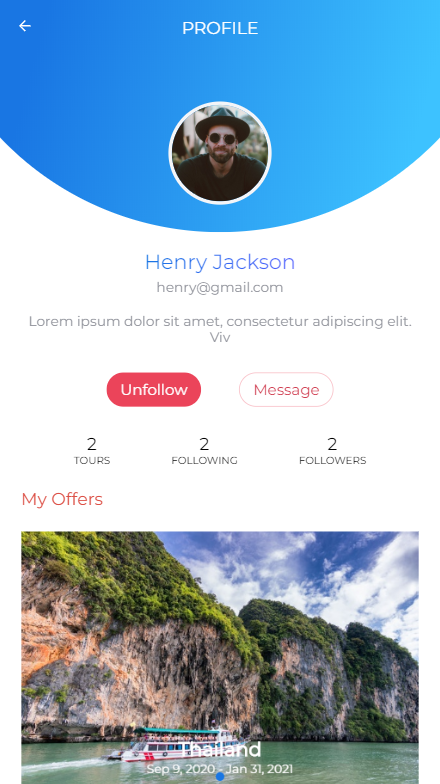 PROFILE
Henry Jackson
henry@gmail.com
Lorem ipsum dolor sit amet, consectetur adipiscing elit.
Viv
Unfollow
Message
2
2
2
TOURS
FOLLOWING
FOLLOWERS
My Offers
Thailand
Sep 9, 2020 - Jan 31, 2021